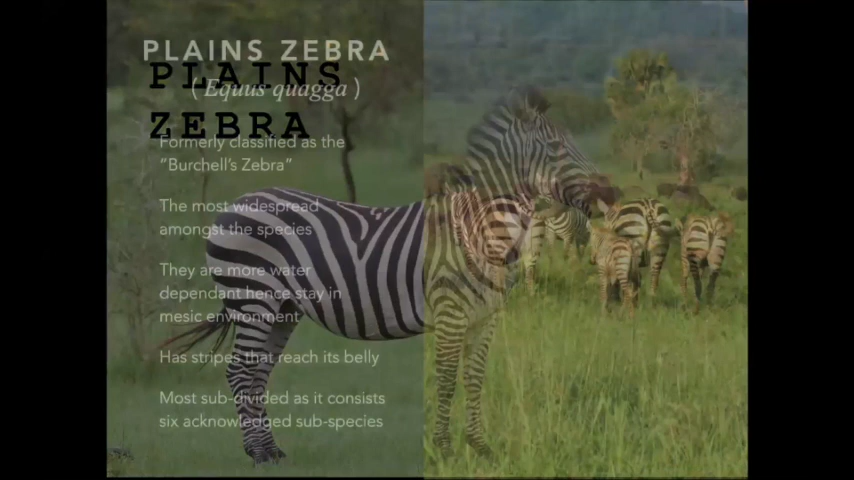 PLAINS ZEBRA
PLAINS
( Equus quagga )
ZEBRA
Formerly classified as the
"Burchell's Zebra"
The most widespread
amongst the species
They are more water
dependant hence stay in
mesic environment
Has stripes that reach its belly
Most sub-divided as it consists
six acknowledged sub-species